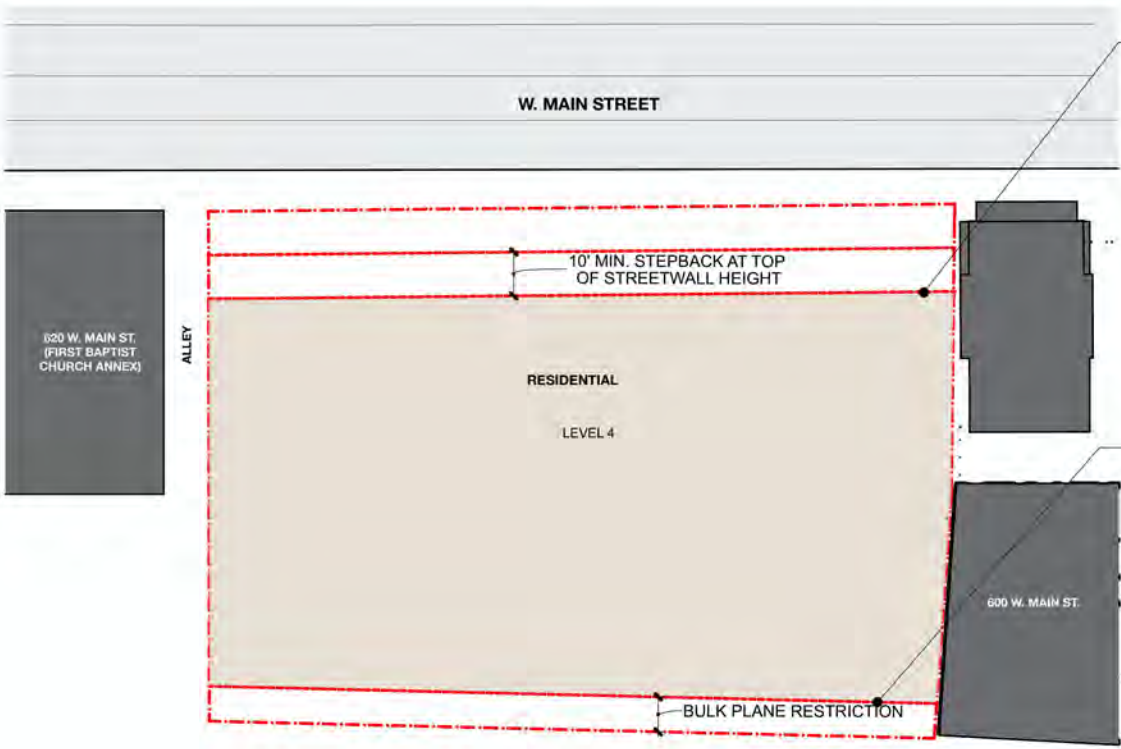 W. MAIN STREET
10' MIN. STEPBACK AT TOP
OF STREETWALL HEIGHT
620 W. MAIN ST.
(FIRST BAPTIST
CHURCH ANNEX)
ALLEY
RESIDENTIAL
LEVEL 4
600 W. MAIN ST.
BULK PLANE RESTRICTION